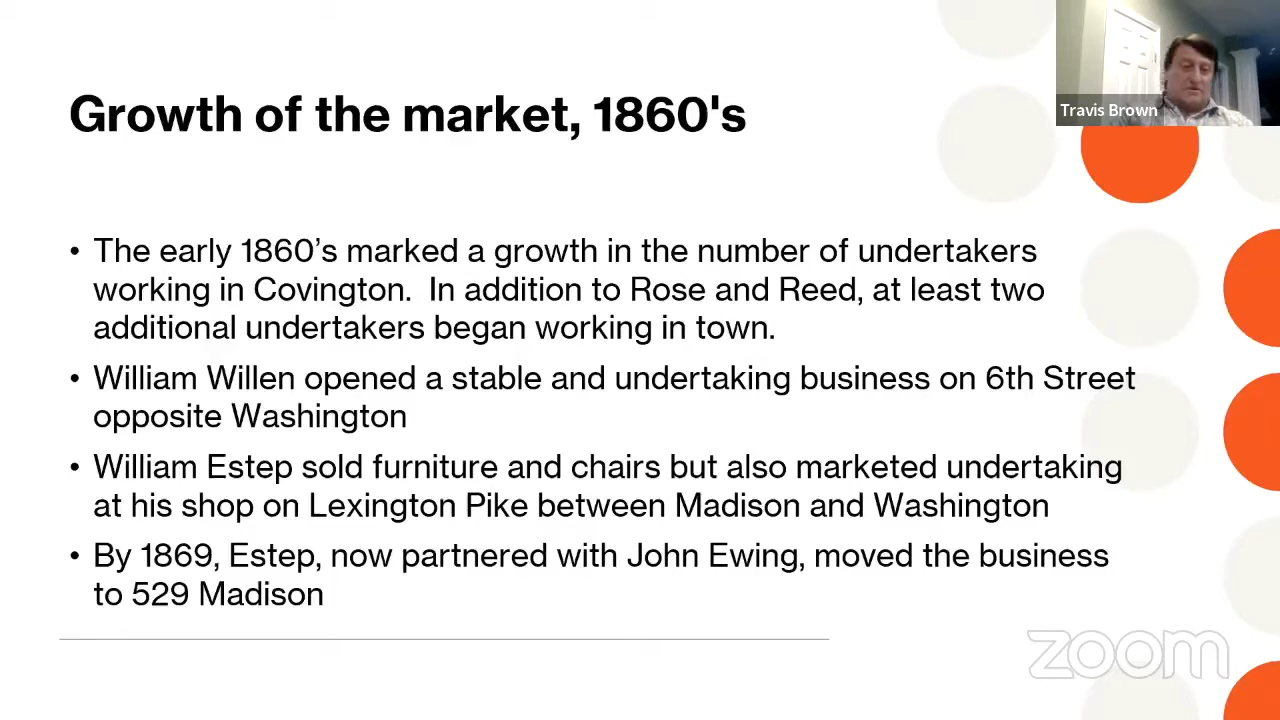 Travis Brown
Growth of the market, 1860's
• The early 1860’s marked a growth in the number of undertakers
working in Covington.  In addition to Rose and Reed, at least two
additional undertakers began working in town.
• William Willen opened a stable and undertaking business on 6th Street
opposite Washington
• William Estep sold furniture and chairs but also marketed undertaking
at his shop on Lexington Pike between Madison and Washington
• By 1869, Estep, now partnered with John Ewing, moved the business
to 529 Madison
zoom